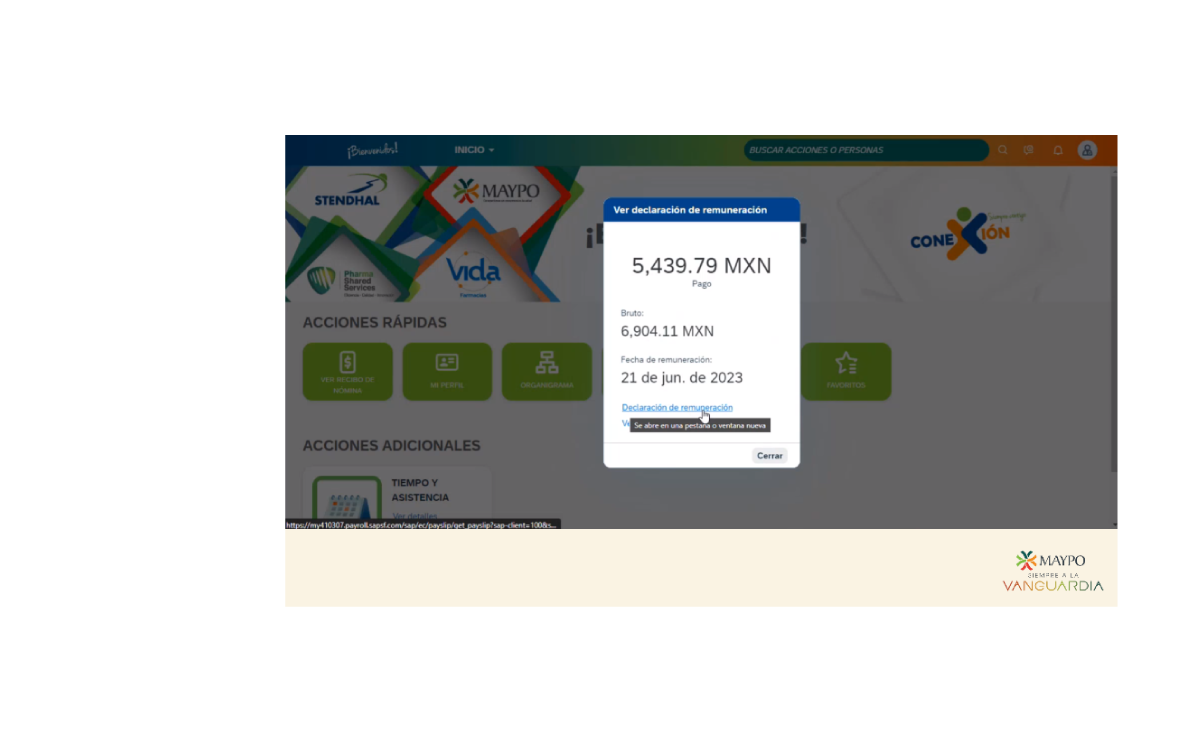 ¡Bienvenidos!
INICIO
BUSCAR ACCIONES O PERSONAS
STENDHAL
MAYPO
Pharma
Shared
Services
Vida
Farmacias
Siempre contigo
CONEXIÓN
Ver declaración de remuneración
5,439.79 MXN
Pago
Bruto:
6,904.11 MXN
Fecha de remuneración:
21 de jun. de 2023
Declaración de remuneración
Se abre en una pestaña o ventana nueva
Cerrar
ACCIONES RÁPIDAS
VER RECIBO DE
NÓMINA
MI PERFIL
ORGANIGRAMA
FAVORITOS
ACCIONES ADICIONALES
TIEMPO Y
ASISTENCIA
Ver detalles
https://my410307.payroll.sapsf.com/sap/ec/payslip/get_payslip?sap-client=100&s...
MAYPO
SIEMPRE A LA
VANGUARDIA